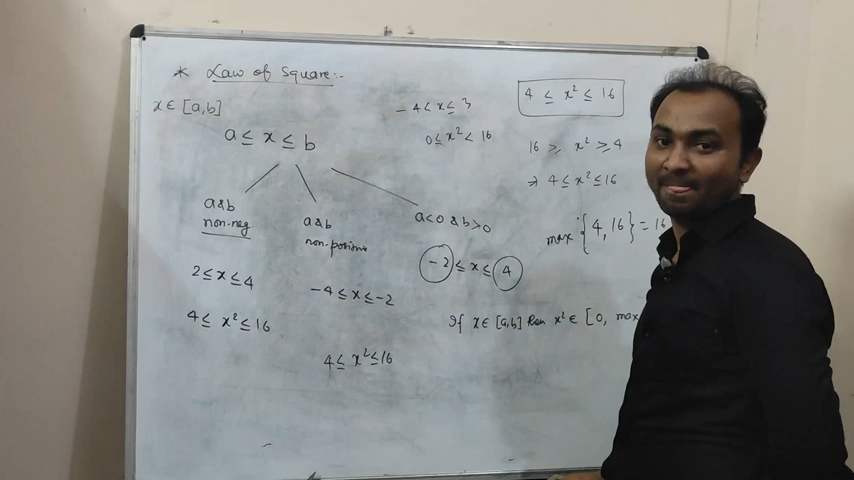 * Law of Square:-
x ∈ [a,b]
a ≤ x ≤ b
a&b
non-neg
2 ≤ x ≤ 4
4 ≤ x² ≤ 16
a&b
non-positive
-4 ≤ x ≤ -2
4 ≤ x² ≤ 16
a<0 & b>0
-2 ≤ x ≤ 4
If x ∈ [a,b] then x² ∈ [0, max
-4 < x ≤ 3
0 ≤ x² < 16
4 ≤ x² ≤ 16
16 ≥ x² ≥ 4
⇒ 4 ≤ x² ≤ 16
max {4, 16} = 16